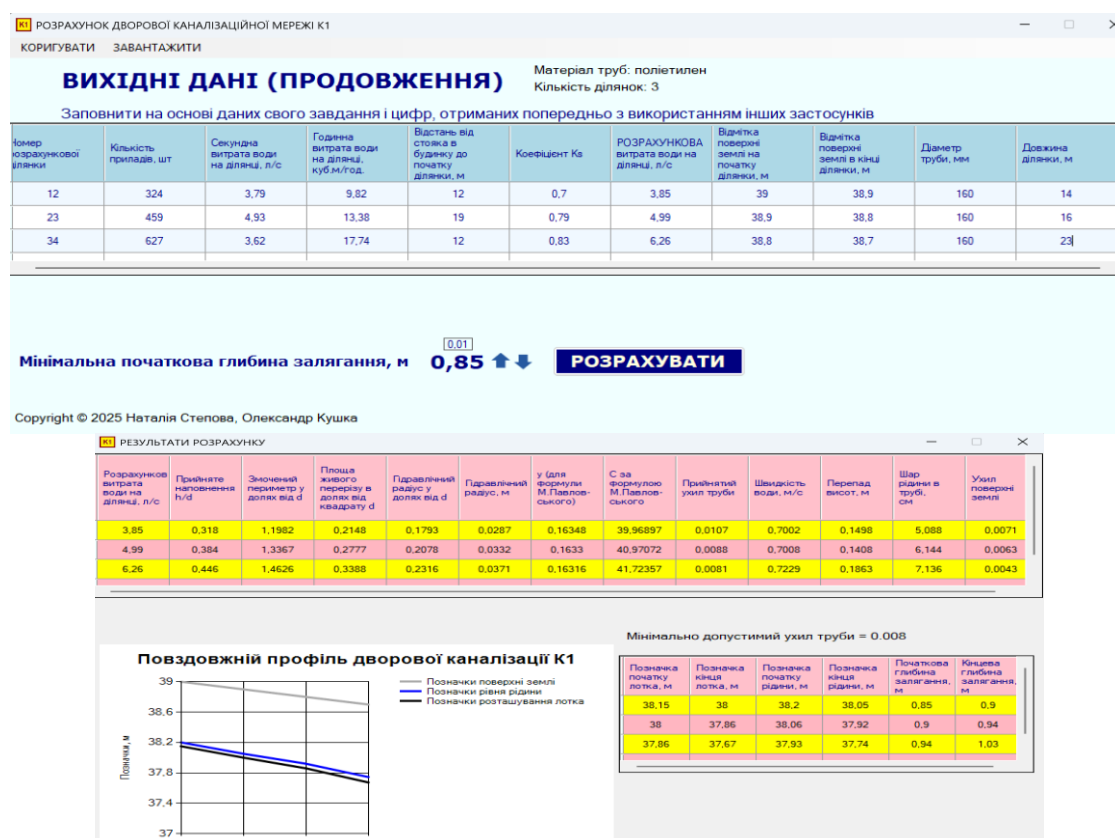 K1 РОЗРАХУНОК ДВОРОВОЇ КАНАЛІЗАЦІЙНОЇ МЕРЕЖІ К1
КОРИГУВАТИ ЗАВАНТАЖИТИ
ВИХІДНІ ДАНІ (ПРОДОВЖЕННЯ)
Матеріал труб: поліетилен
Кількість ділянок: 3
Заповнити на основі даних свого завдання і цифр, отриманих попередньо з використанням інших застосунків
Номер розрахункової ділянки Кількість приладів, шт Секундна витрата води на ділянці, л/с Годинна витрата води на ділянці, куб.м/год. Відстань від стояка в будинку до початку ділянки, м Коефіцієнт Ks РОЗРАХУНКОВА витрата води на ділянці, л/с Відмітка поверхні землі на початку ділянки, м Відмітка поверхні землі в кінці ділянки, м Діаметр труби, мм Довжина ділянки, м
12 324 3,79 9,82 12 0,7 3,85 39 38,9 160 14
23 459 4,93 13,38 19 0,79 4,99 38,9 38,8 160 16
34 627 3,62 17,74 12 0,83 6,26 38,8 38,7 160 23
0,01
Мінімальна початкова глибина залягання, м 0,85 РОЗРАХУВАТИ
Copyright © 2025 Наталія Степова, Олександр Кушка
K1 РЕЗУЛЬТАТИ РОЗРАХУНКУ
Розрахунков витрата води на ділянці, л/с Прийняте наповнення h/d Змочений периметр у долях від d Площа живого перерізу в долях від квадрату d Гідравлічний радіус у долях від d Гідравлічний радіус, м y (для формули М.Павлов-ського) С за формулою М.Павлов-ського Прийнятий ухил труби Швидкість води, м/с Перепад висот, м Шар рідини в трубі, см Ухил поверхні землі
3,85 0,318 1,1982 0,2148 0,1793 0,0287 0,16348 39,96897 0,0107 0,7002 0,1498 5,088 0,0071
4,99 0,384 1,3367 0,2777 0,2078 0,0332 0,1633 40,97072 0,0088 0,7008 0,1408 6,144 0,0063
6,26 0,446 1,4626 0,3388 0,2316 0,0371 0,16316 41,72357 0,0081 0,7229 0,1863 7,136 0,0043
Мінімально допустимий ухил труби = 0.008
Повздовжній профіль дворової каналізації К1
Позначки поверхні землі
Позначки рівня рідини
Позначки розташування лотка
Позначки, м
39
38,6
38,2
37,8
37,4
37
Позначка початку лотка, м Позначка кінця лотка, м Позначка початку рідини, м Позначка кінця рідини, м Початкова глибина залягання, м Кінцева глибина залягання, м
38,15 38 38,2 38,05 0,85 0,9
38 37,86 38,06 37,92 0,9 0,94
37,86 37,67 37,93 37,74 0,94 1,03